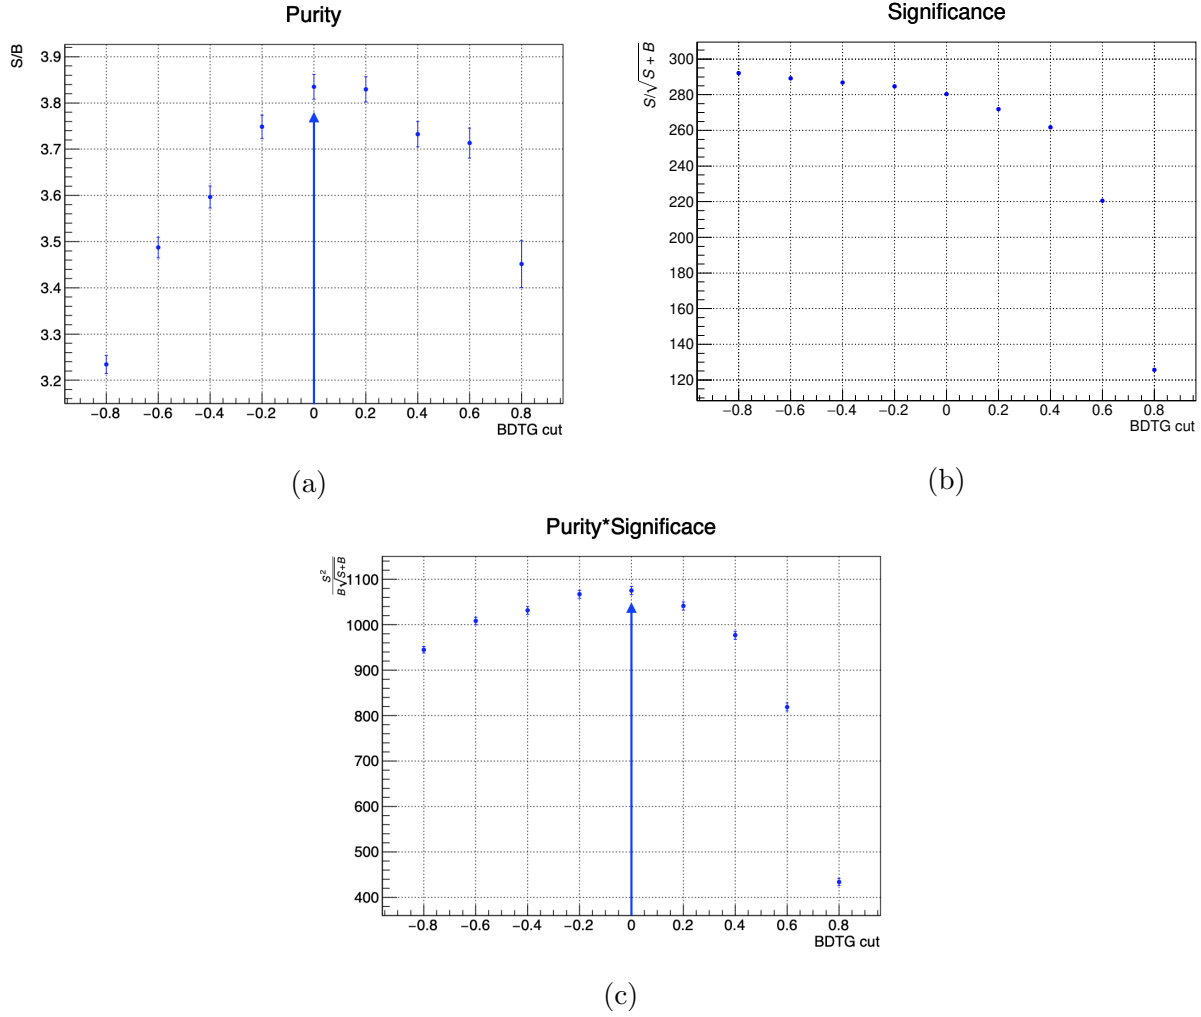 Purity
S/B
3.9
3.8
3.7
3.6
3.5
3.4
3.3
3.2
−0.8 −0.6 −0.4 −0.2 0 0.2 0.4 0.6 0.8
BDTG cut
(a)
Significance
S/√S + B
300
280
260
240
220
200
180
160
140
120
−0.8 −0.6 −0.4 −0.2 0 0.2 0.4 0.6 0.8
BDTG cut
(b)
Purity*Significace
S²
B√S+B
1100
1000
900
800
700
600
500
400
−0.8 −0.6 −0.4 −0.2 0 0.2 0.4 0.6 0.8
BDTG cut
(c)